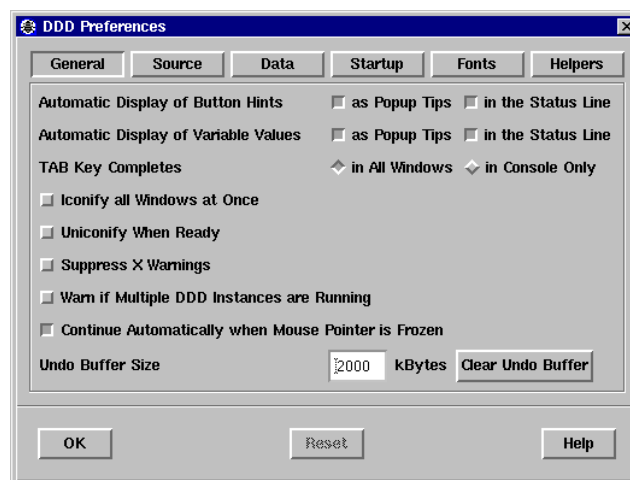 DDD Preferences
General Source Data Startup Fonts Helpers
Automatic Display of Button Hints as Popup Tips in the Status Line
Automatic Display of Variable Values as Popup Tips in the Status Line
TAB Key Completes in All Windows in Console Only
Iconify all Windows at Once
Uniconify When Ready
Suppress X Warnings
Warn if Multiple DDD Instances are Running
Continue Automatically when Mouse Pointer is Frozen
Undo Buffer Size 2000 kBytes Clear Undo Buffer
OK Reset Help